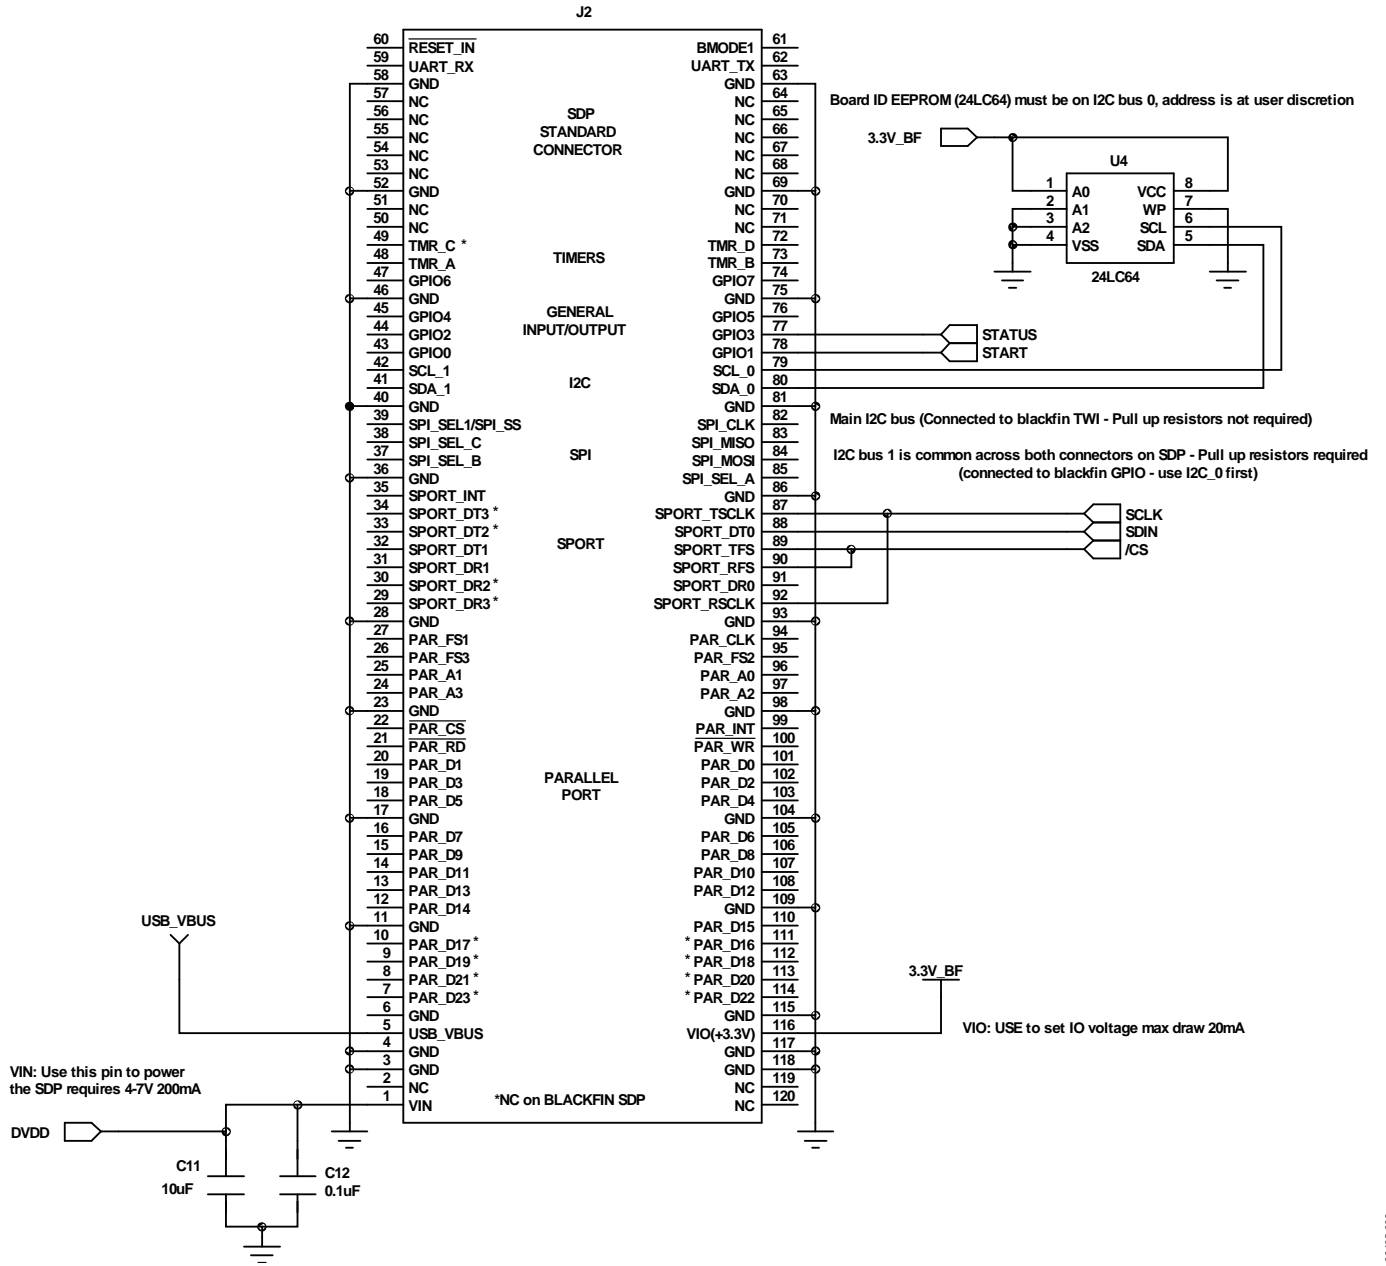 J2
60 RESET_IN BMODE1 61
59 UART_RX UART_TX 62
58 GND GND 63
57 NC NC 64
56 NC NC 65
55 NC NC 66
54 NC NC 67
53 NC NC 68
52 GND GND 69
51 NC NC 70
50 NC NC 71
49 TMR_C * TMR_D 72
48 TMR_A TMR_B 73
47 GPIO6 GPIO7 74
46 GND GND 75
45 GPIO4 GPIO5 76
44 GPIO2 GPIO3 77
43 GPIO0 GPIO1 78
42 SCL_1 SCL_0 79
41 SDA_1 SDA_0 80
40 GND GND 81
39 SPI_SEL1/SPI_SS SPI_CLK 82
38 SPI_SEL_C SPI_MISO 83
37 SPI_SEL_B SPI_MOSI 84
36 GND SPI_SEL_A 85
35 SPORT_INT GND 86
34 SPORT_DT3 * SPORT_TSCLK 87
33 SPORT_DT2 * SPORT_DT0 88
32 SPORT_DT1 SPORT_TFS 89
31 SPORT_DR1 SPORT_RFS 90
30 SPORT_DR2 * SPORT_DR0 91
29 SPORT_DR3 * SPORT_RSCLK 92
28 GND GND 93
27 PAR_FS1 PAR_CLK 94
26 PAR_FS3 PAR_FS2 95
25 PAR_A1 PAR_A0 96
24 PAR_A3 PAR_A2 97
23 GND GND 98
22 PAR_CS PAR_INT 99
21 PAR_RD PAR_WR 100
20 PAR_D1 PAR_D0 101
19 PAR_D3 PAR_D2 102
18 PAR_D5 PAR_D4 103
17 GND GND 104
16 PAR_D7 PAR_D6 105
15 PAR_D9 PAR_D8 106
14 PAR_D11 PAR_D10 107
13 PAR_D13 PAR_D12 108
12 PAR_D14 GND 109
11 GND PAR_D15 110
10 PAR_D17 * * PAR_D16 111
9 PAR_D19 * * PAR_D18 112
8 PAR_D21 * * PAR_D20 113
7 PAR_D23 * * PAR_D22 114
6 GND GND 115
5 USB_VBUS VIO(+3.3V) 116
4 GND GND 117
3 GND GND 118
2 NC NC 119
1 VIN NC 120
SDP
STANDARD
CONNECTOR
TIMERS
GENERAL
INPUT/OUTPUT
I2C
SPI
SPORT
PARALLEL
PORT
*NC on BLACKFIN SDP
Board ID EEPROM (24LC64) must be on I2C bus 0, address is at user discretion
3.3V_BF
U4
1 A0 VCC 8
2 A1 WP 7
3 A2 SCL 6
4 VSS SDA 5
24LC64
STATUS
START
Main I2C bus (Connected to blackfin TWI - Pull up resistors not required)
I2C bus 1 is common across both connectors on SDP - Pull up resistors required
(connected to blackfin GPIO - use I2C_0 first)
SCLK
SDIN
/CS
USB_VBUS
3.3V_BF
VIO: USE to set IO voltage max draw 20mA
VIN: Use this pin to power
the SDP requires 4-7V 200mA
DVDD
C11
10uF
C12
0.1uF